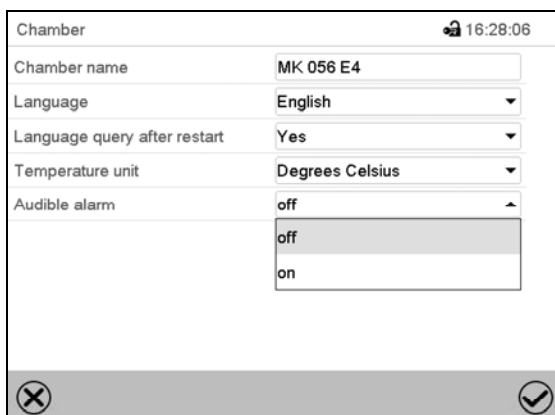 Chamber 16:28:06
Chamber name MK 056 E4
Language English
Language query after restart Yes
Temperature unit Degrees Celsius
Audible alarm off
off
on